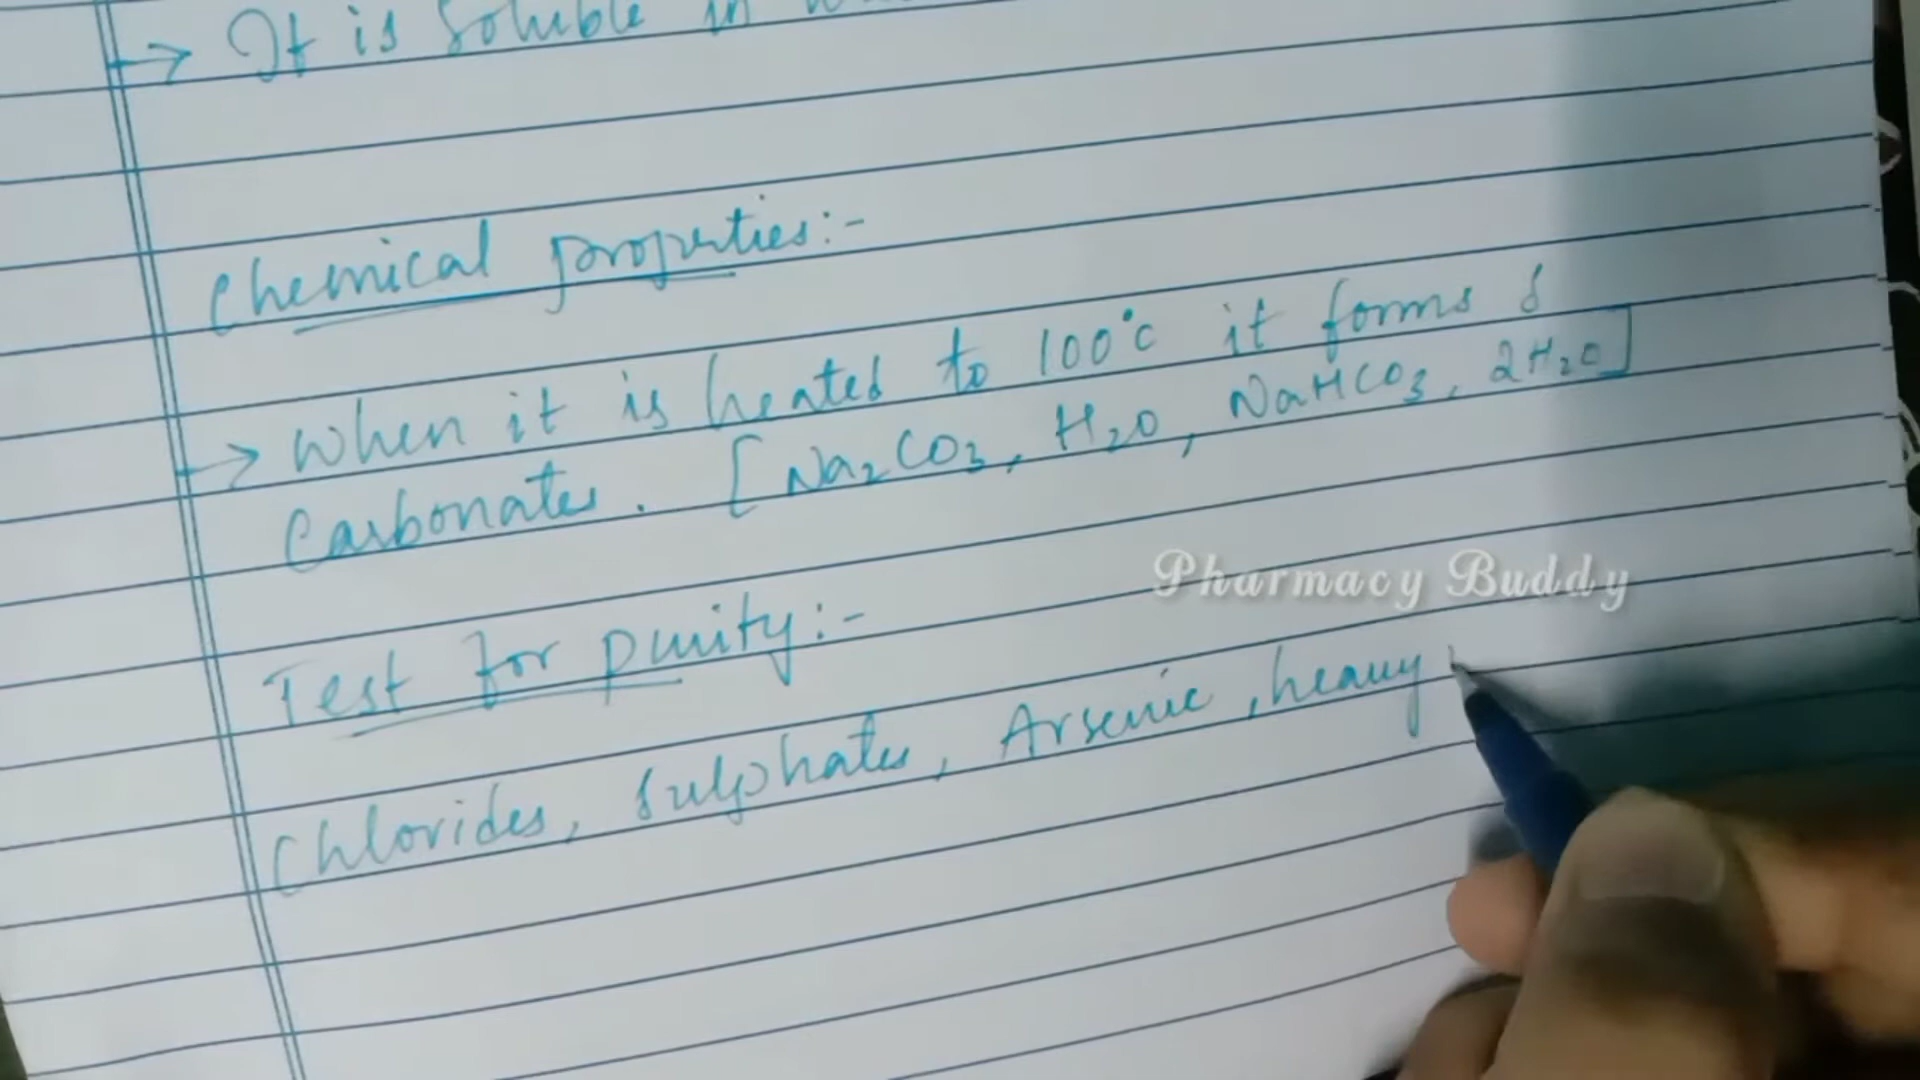 → It is soluble in
Chemical properties:-
→ When it is heated to 100°c it forms &
Carbonates. [Na2CO3, H2O, NaHCO3, 2H2O]
Pharmacy Buddy
Test for purity:-
Chlorides, Sulphates, Arsenic, heavy